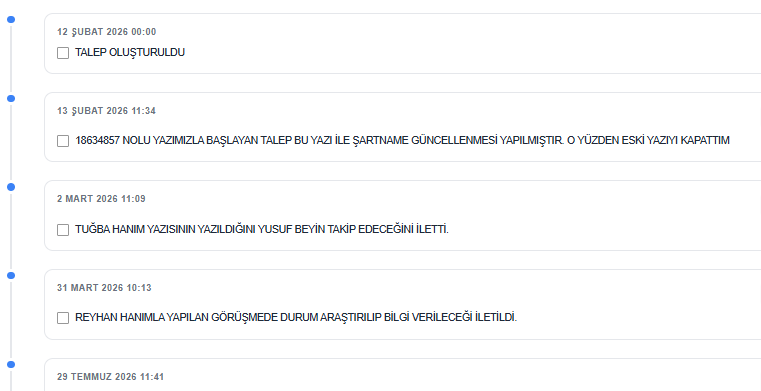 12 ŞUBAT 2026 00:00
TALEP OLUŞTURULDU
13 ŞUBAT 2026 11:34
18634857 NOLU YAZIMIZLA BAŞLAYAN TALEP BU YAZI İLE ŞARTNAME GÜNCELLENMESİ YAPILMIŞTIR. O YÜZDEN ESKİ YAZIYI KAPATTIM
2 MART 2026 11:09
TUĞBA HANIM YAZISININ YAZILDIĞINI YUSUF BEYİN TAKİP EDECEĞİNİ İLETTİ.
31 MART 2026 10:13
REYHAN HANIMLA YAPILAN GÖRÜŞMEDE DURUM ARAŞTIRILIP BİLGİ VERİLECEĞİ İLETİLDİ.
29 TEMMUZ 2026 11:41